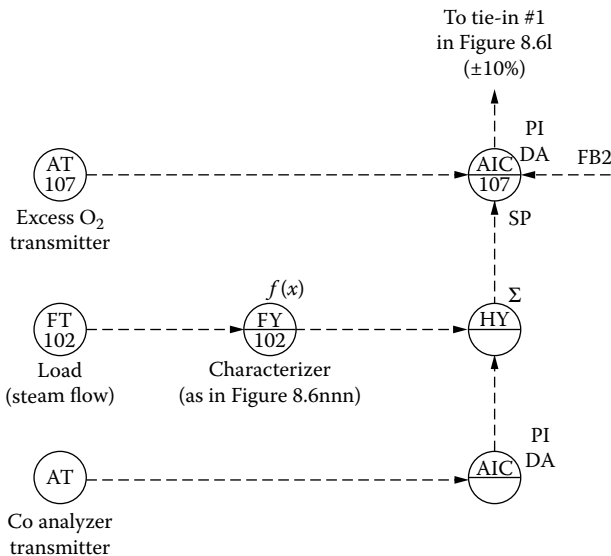 To tie-in #1
in Figure 8.6l
(±10%)
PI
DA
FB2
AT
107
AIC
107
Excess O₂
transmitter
SP
f(x)
Σ
FT
102
FY
102
HY
Load
(steam flow)
Characterizer
(as in Figure 8.6nnn)
PI
DA
AT
AIC
Co analyzer
transmitter